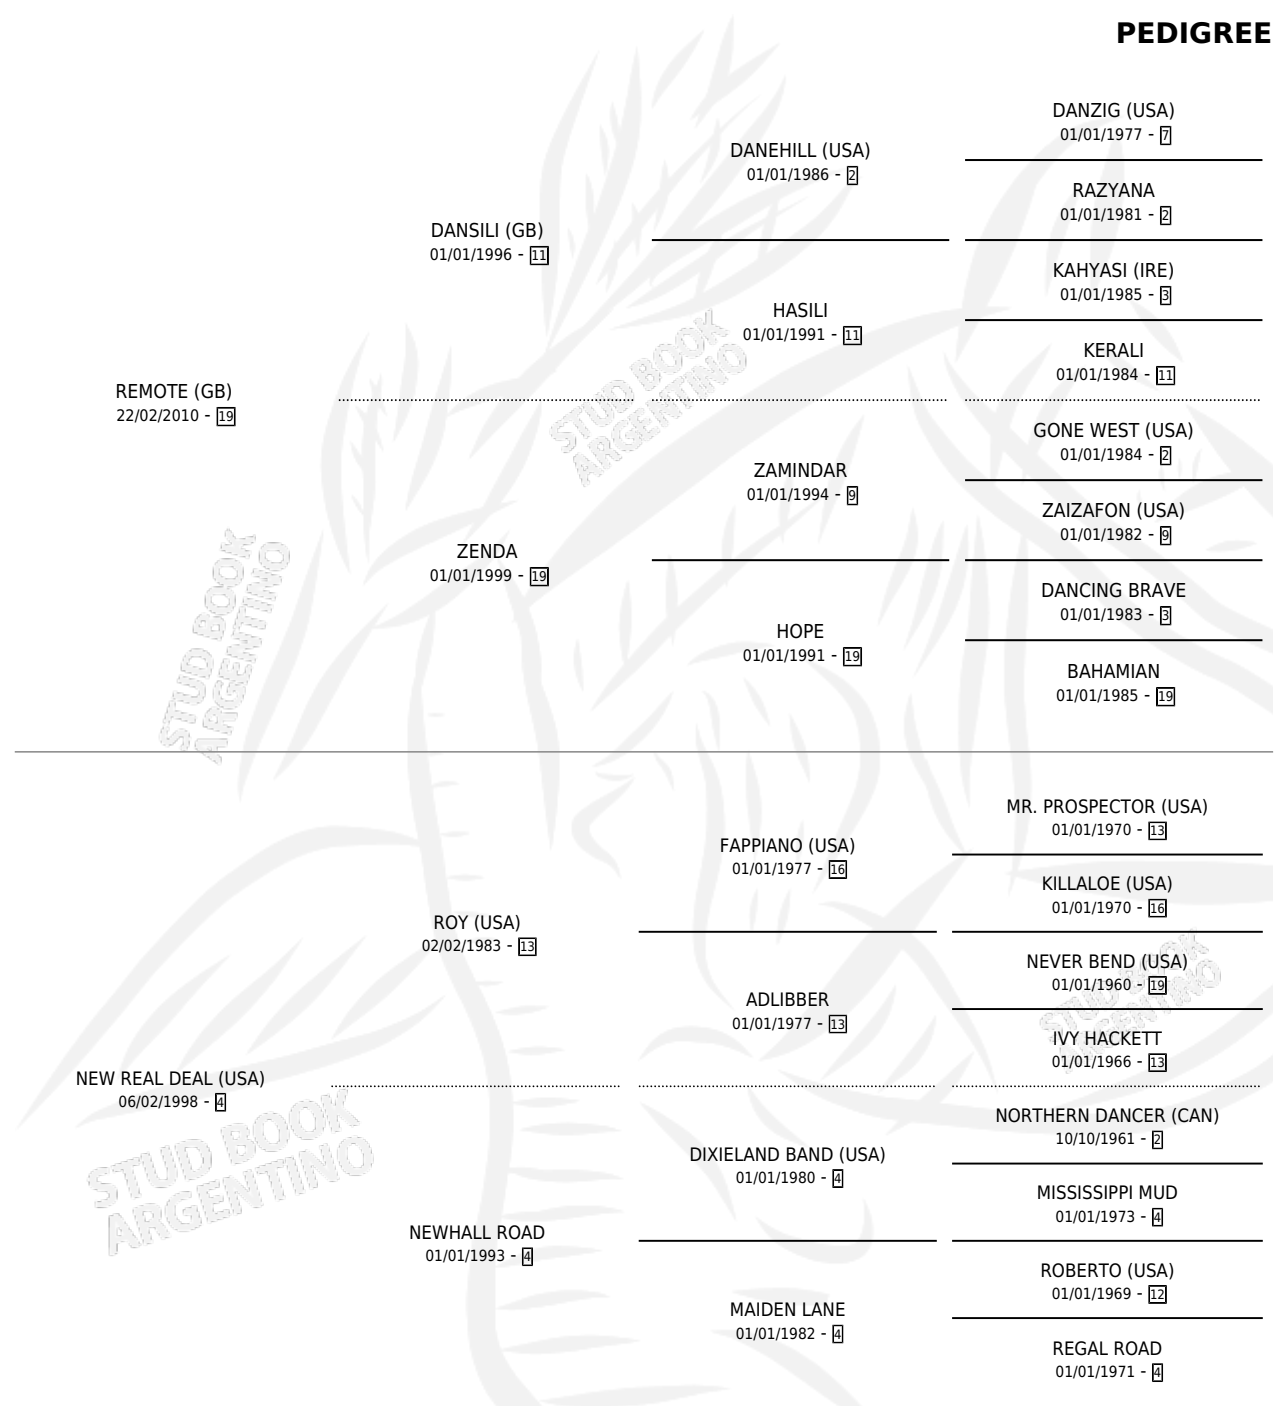 PEDIGREE
DANZIG (USA)
01/01/1977 - 7
DANEHILL (USA)
01/01/1986 - 2
RAZYANA
01/01/1981 - 2
DANSILI (GB)
01/01/1996 - 11
KAHYASI (IRE)
01/01/1985 - 3
HASILI
01/01/1991 - 11
KERALI
01/01/1984 - 11
REMOTE (GB)
22/02/2010 - 19
GONE WEST (USA)
01/01/1984 - 2
ZAMINDAR
01/01/1994 - 9
ZAIZAFON (USA)
01/01/1982 - 9
ZENDA
01/01/1999 - 19
DANCING BRAVE
01/01/1983 - 3
HOPE
01/01/1991 - 19
BAHAMIAN
01/01/1985 - 19
MR. PROSPECTOR (USA)
01/01/1970 - 13
FAPPIANO (USA)
01/01/1977 - 16
KILLALOE (USA)
01/01/1970 - 16
ROY (USA)
02/02/1983 - 13
NEVER BEND (USA)
01/01/1960 - 19
ADLIBBER
01/01/1977 - 13
IVY HACKETT
01/01/1966 - 13
NEW REAL DEAL (USA)
06/02/1998 - 4
NORTHERN DANCER (CAN)
10/10/1961 - 2
DIXIELAND BAND (USA)
01/01/1980 - 4
MISSISSIPPI MUD
01/01/1973 - 4
NEWHALL ROAD
01/01/1993 - 4
ROBERTO (USA)
01/01/1969 - 12
MAIDEN LANE
01/01/1982 - 4
REGAL ROAD
01/01/1971 - 4
STUD BOOK
ARGENTINO
STUD BOOK
ARGENTINO
STUD BOOK
ARGENTINO
STUD BOOK
ARGENTINO